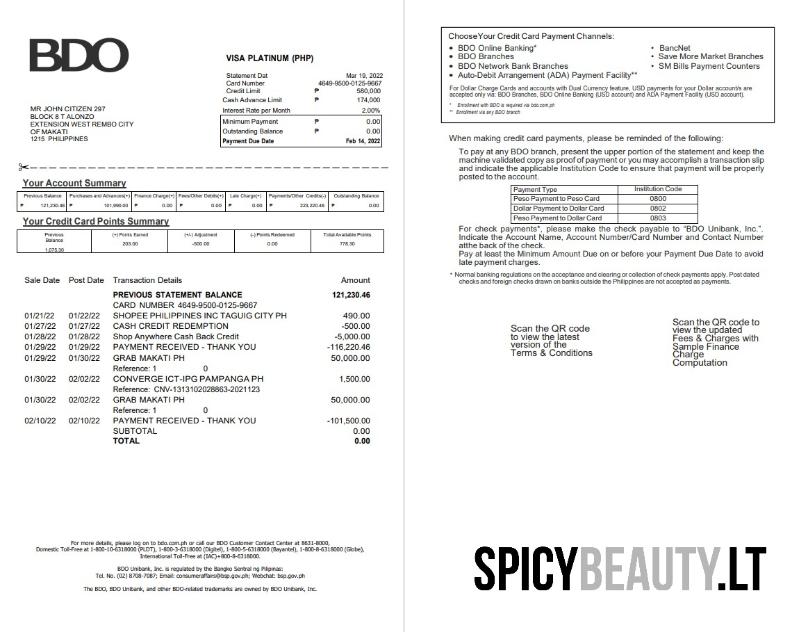 BDO
VISA PLATINUM (PHP)
Statement Dat Mar 19, 2022
Card Number 4649-9500-0125-9667
Credit Limit ₱ 580,000
Cash Advance Limit ₱ 174,000
Interest Rate per Month 2.00%
Minimum Payment ₱ 0.00
Outstanding Balance ₱ 0.00
Payment Due Date Feb 14, 2022
MR JOHN CITIZEN 297
BLOCK 8 T ALONZO
EXTENSION WEST REMBO CITY
OF MAKATI
1215 PHILIPPINES
Your Account Summary
Previous Balance Purchases and Advances(+) Finance Charge(+) Fees/Other Debits(+) Late Charge(+) Payments/Other Credits(-) Outstanding Balance
₱ 121,230.46 ₱ 101,990.00 ₱ 0.00 ₱ 0.00 ₱ 0.00 ₱ 223,220.46 ₱ 0.00
Your Credit Card Points Summary
Previous Balance (+) Points Earned (+/-) Adjustment (-) Points Redeemed Total Available Points
1,075.30 203.00 -500.00 0.00 778.30
Sale Date Post Date Transaction Details Amount
PREVIOUS STATEMENT BALANCE 121,230.46
CARD NUMBER 4649-9500-0125-9667
01/21/22 01/22/22 SHOPEE PHILIPPINES INC TAGUIG CITY PH 490.00
01/27/22 01/27/22 CASH CREDIT REDEMPTION -500.00
01/28/22 01/28/22 Shop Anywhere Cash Back Credit -5,000.00
01/29/22 01/29/22 PAYMENT RECEIVED - THANK YOU -116,220.46
01/29/22 01/30/22 GRAB MAKATI PH 50,000.00
Reference: 1 0
01/30/22 02/02/22 CONVERGE ICT-IPG PAMPANGA PH 1,500.00
Reference: CNV-1313102028863-2021123
01/30/22 02/02/22 GRAB MAKATI PH 50,000.00
Reference: 1 0
02/10/22 02/10/22 PAYMENT RECEIVED - THANK YOU -101,500.00
SUBTOTAL 0.00
TOTAL 0.00
For more details, please log on to bdo.com.ph or call our BDO Customer Contact Center at 8631-8000,
Domestic Toll-Free at 1-800-10-6318000 (PLDT), 1-800-3-6318000 (Digitel), 1-800-5-6318000 (Bayantel), 1-800-8-6318000 (Globe),
International Toll-Free at (IAC)+800-8-6318000.
BDO Unibank, Inc. is regulated by the Bangko Sentral ng Pilipinas:
Tel. No. (02) 8708-7087; Email: consumeraffairs@bsp.gov.ph; Webchat: bsp.gov.ph
The BDO, BDO Unibank, and other BDO-related trademarks are owned by BDO Unibank, Inc.
ChooseYour Credit Card Payment Channels:
• BDO Online Banking*
• BDO Branches
• BDO Network Bank Branches
• Auto-Debit Arrangement (ADA) Payment Facility**
• BancNet
• Save More Market Branches
• SM Bills Payment Counters
For Dollar Charge Cards and accounts with Dual Currency feature, USD payments for your Dollar account/s are
accepted only via: BDO Branches, BDO Online Banking (USD account) and ADA Payment Facility (USD account).
* Enrollment with BDO is required via bdo.com.ph
** Enrollment via any BDO branch
When making credit card payments, please be reminded of the following:
To pay at any BDO branch, present the upper portion of the statement and keep the
machine validated copy as proof of payment or you may accomplish a transaction slip
and indicate the applicable Institution Code to ensure that payment will be properly
posted to the account.
Payment Type Institution Code
Peso Payment to Peso Card 0800
Dollar Payment to Dollar Card 0802
Peso Payment to Peso Card 0803
For check payments*, please make the check payable to "BDO Unibank, Inc.".
Indicate the Account Name, Account Number/Card Number and Contact Number
atthe back of the check.
Pay at least the Minimum Amount Due on or before your Payment Due Date to avoid
late payment charges.
* Normal banking regulations on the acceptance and clearing or collection of check payments apply. Post dated
checks and foreign checks drawn on banks outside the Philippines are not accepted as payments.
Scan the QR code
to view the latest
version of the
Terms & Conditions
Scan the QR code to
view the updated
Fees & Charges with
Sample Finance
Charge
Computation
SPICYBEAUTY.LT